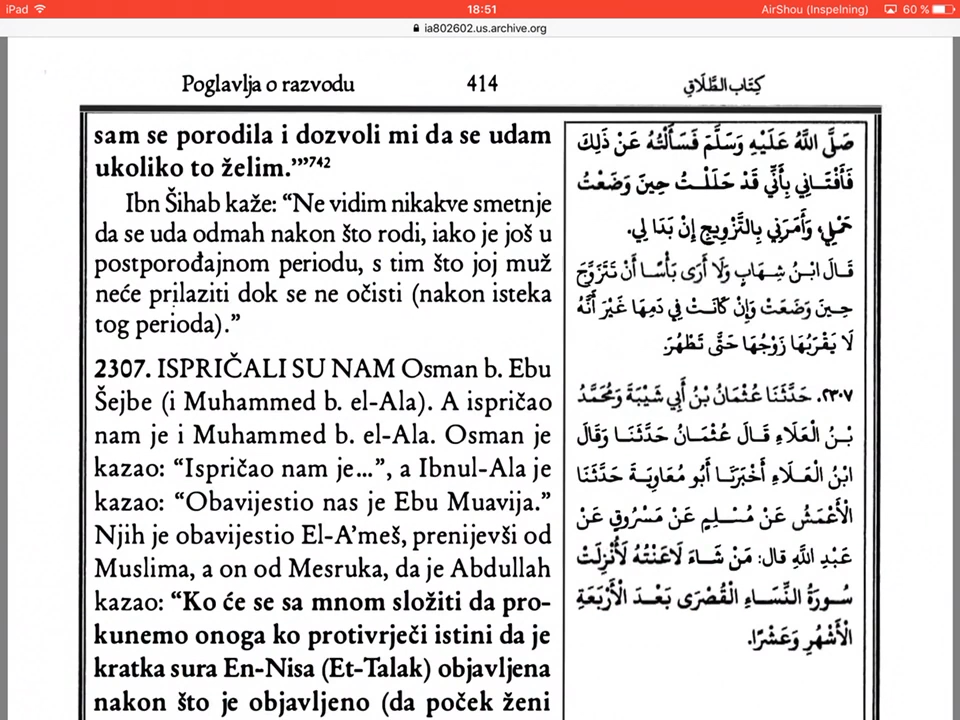 iPad 18:51 AirShou (Inspelning) 60 %
ia802602.us.archive.org
Poglavlja o razvodu 414 كِتَاب الطَّلَاقِ
sam se porodila i dozvoli mi da se udam
ukoliko to želim.’”⁷⁴²
Ibn Šihab kaže: “Ne vidim nikakve smetnje
da se uda odmah nakon što rodi, iako je još u
postporođajnom periodu, s tim što joj muž
neće prilaziti dok se ne očisti (nakon isteka
tog perioda).”
2307. ISPRIČALI SU NAM Osman b. Ebu
Šejbe (i Muhammed b. el-Ala). A ispričao
nam je i Muhammed b. el-Ala. Osman je
kazao: “Ispričao nam je...”, a Ibnul-Ala je
kazao: “Obavijestio nas je Ebu Muavija.”
Njih je obavijestio El-A’meš, prenijevši od
Muslima, a on od Mesruka, da je Abdullah
kazao: “Ko će se sa mnom složiti da pro-
kunemo onoga ko protivrječi istini da je
kratka sura En-Nisa (Et-Talak) objavljena
nakon što je objavljeno (da poček ženi
صَلَّى اللَّهُ عَلَيْهِ وَسَلَّمَ فَسَأَلْتُهُ عَنْ ذَلِكَ
فَأَفْتَانِي بِأَنِّي قَدْ حَلَلْتُ حِينَ وَضَعْتُ
حَمْلِي، وَأَمَرَنِي بِالتَّزْوِيجِ إِنْ بَدَا لِي.
قَالَ ابْنُ شِهَابٍ وَلَا أَرَى بَأْسًا أَنْ تَتَزَوَّجَ
حِينَ وَضَعَتْ وَإِنْ كَانَتْ فِي دَمِهَا غَيْرَ أَنَّهُ
لَا يَقْرَبُهَا زَوْجُهَا حَتَّى تَطْهُرَ.
٢٣٠٧. حَدَّثَنَا عُثْمَانُ بْنُ أَبِي شَيْبَةَ وَمُحَمَّدُ
بْنُ الْعَلَاءِ قَالَ عُثْمَانُ حَدَّثَنَا وَقَالَ
ابْنُ الْعَلَاءِ أَخْبَرَنَا أَبُو مُعَاوِيَةَ حَدَّثَنَا
الْأَعْمَشُ عَنْ مُسْلِمٍ عَنْ مَسْرُوقٍ عَنْ
عَبْدِ اللَّهِ قال: مَنْ شَاءَ لَاعَنْتُهُ لَأُنْزِلَتْ
سُورَةُ النِّسَاءِ الْقُصْرَى بَعْدَ الْأَرْبَعَةِ
الْأَشْهُرِ وَعَشْرًا.